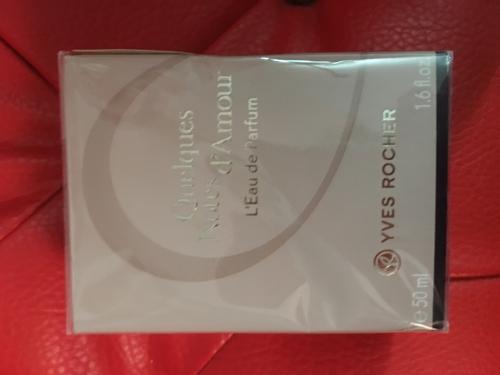 Quelques
Notes d'Amour
L'Eau de Parfum
YVES ROCHER
e 50 ml
1.6 fl.oz